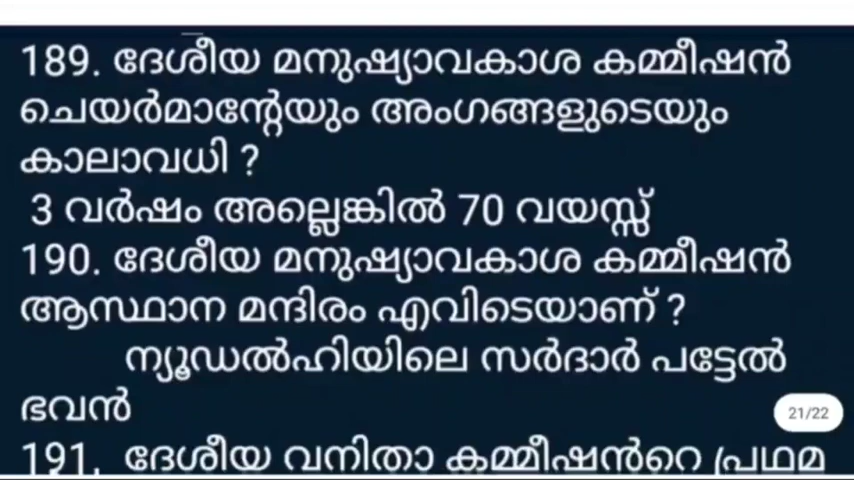 189. ദേശീയ മനുഷ്യാവകാശ കമ്മീഷൻ
ചെയർമാന്റേയും അംഗങ്ങളുടെയും
കാലാവധി ?
3 വർഷം അല്ലെങ്കിൽ 70 വയസ്സ്
190. ദേശീയ മനുഷ്യാവകാശ കമ്മീഷൻ
ആസ്ഥാന മന്ദിരം എവിടെയാണ് ?
ന്യൂഡൽഹിയിലെ സർദാർ പട്ടേൽ
ഭവൻ
21/22
191. ദേശീയ വനിതാ കമ്മീഷൻറെ പ്രഥമ